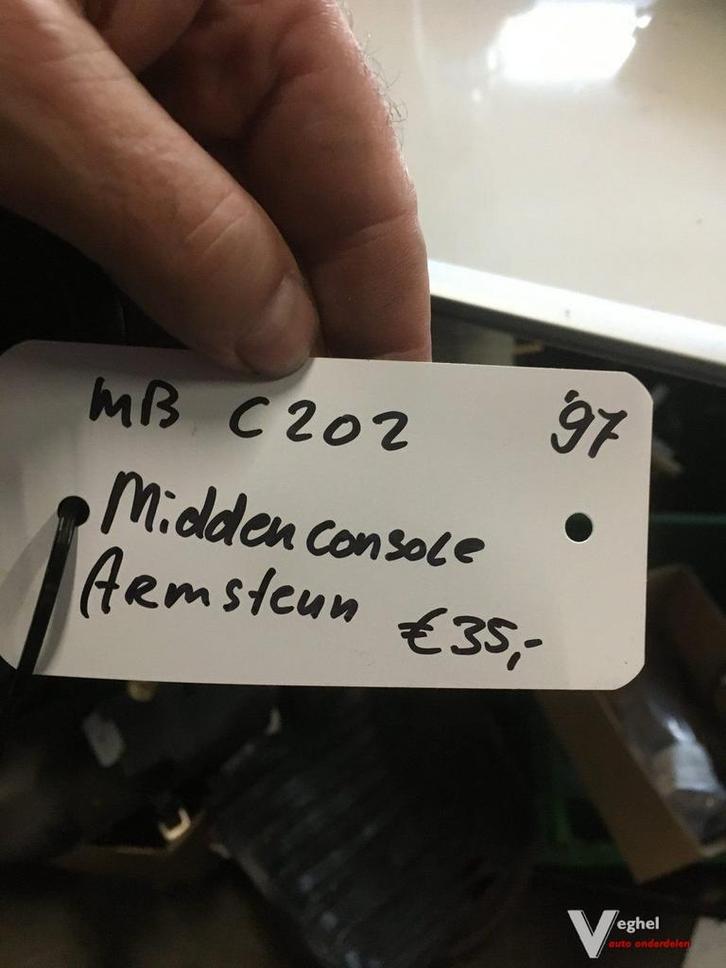 MB C202 '97
Middenconsole
Armsteun €35,-
Veghel
auto onderdelen